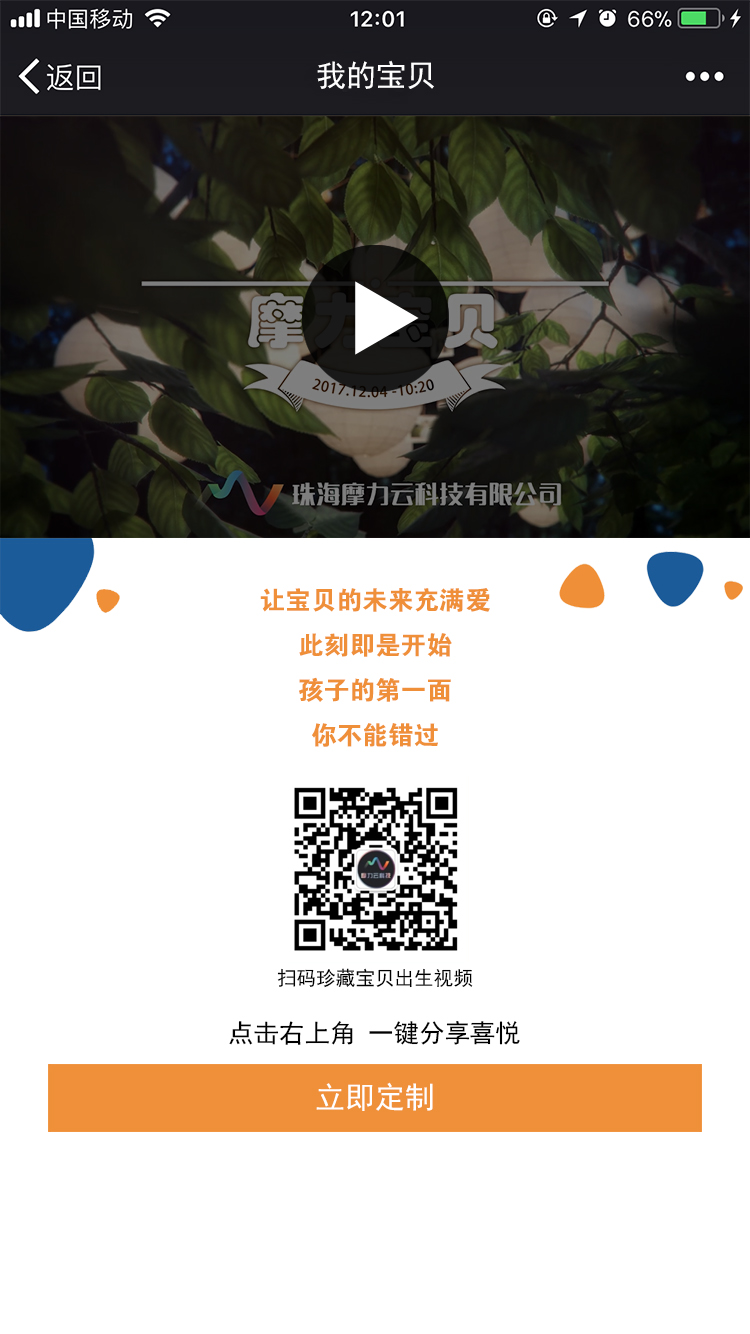 中国移动 12:01 66%
返回 我的宝贝
摩力宝贝
2017.12.04 -10:20
珠海摩力云科技有限公司
让宝贝的未来充满爱
此刻即是开始
孩子的第一面
你不能错过
摩力云科技
扫码珍藏宝贝出生视频
点击右上角 一键分享喜悦
立即定制